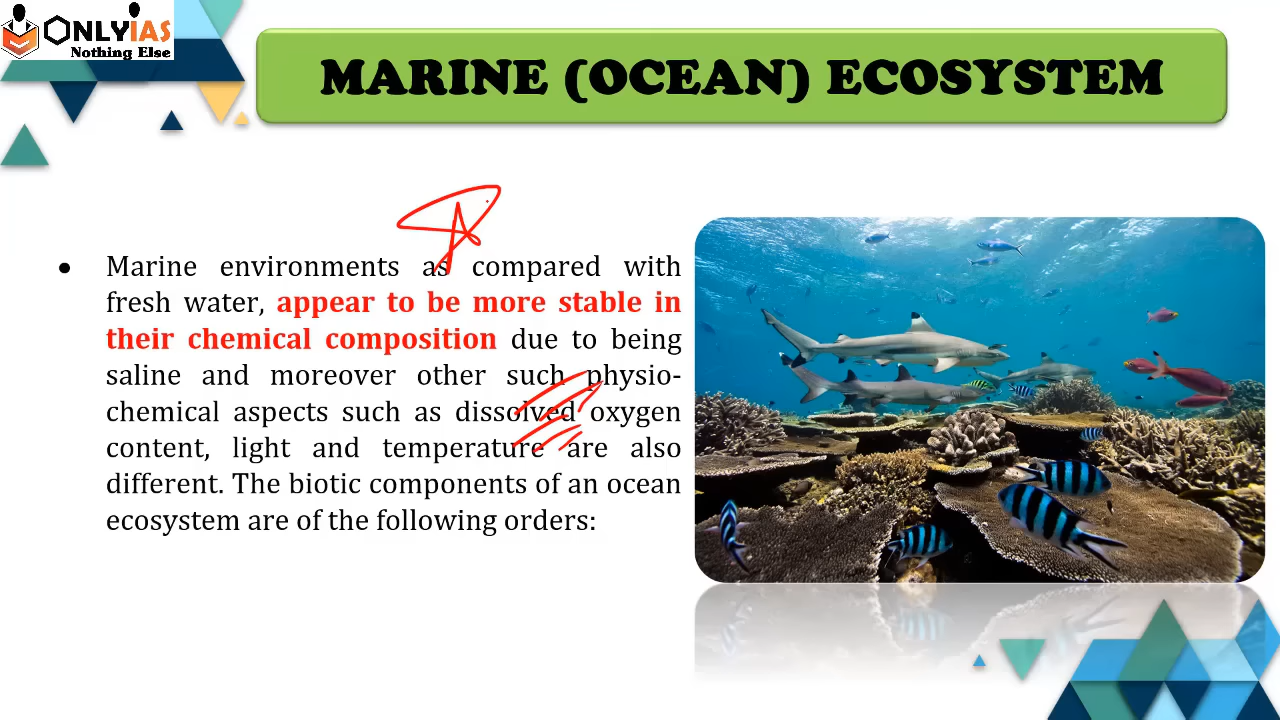 ONLYIAS
Nothing Else
MARINE (OCEAN) ECOSYSTEM
Marine environments as compared with
fresh water, appear to be more stable in
their chemical composition due to being
saline and moreover other such physio-
chemical aspects such as dissolved oxygen
content, light and temperature are also
different. The biotic components of an ocean
ecosystem are of the following orders: